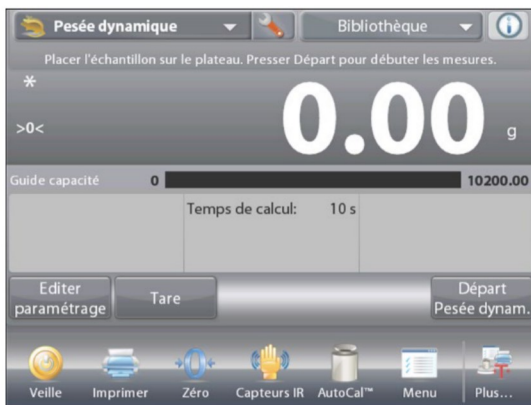 Pesée dynamique Bibliothèque
Placer l'échantillon sur le plateau. Presser Départ pour débuter les mesures.
*
>0< 0.00 g
Guide capacité 0 10200.00
Temps de calcul: 10 s
Editer paramétrage
Tare
Départ Pesée dynam.
Veille Imprimer Zéro Capteurs IR AutoCal™ Menu Plus...